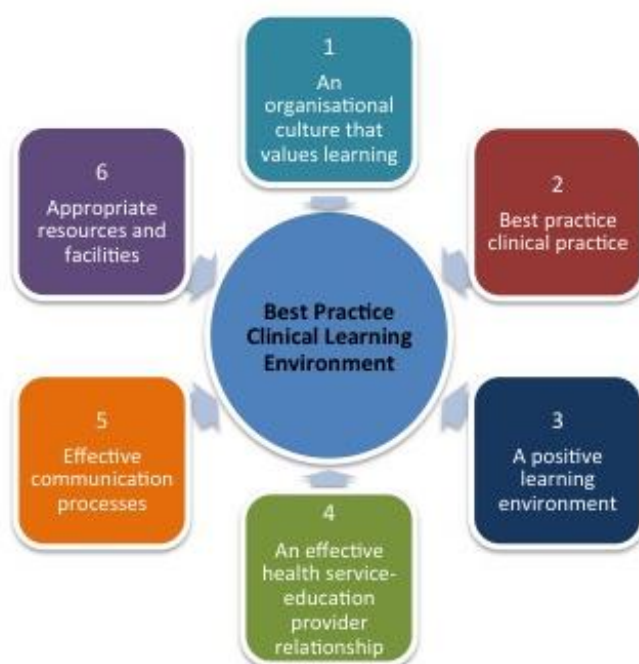 1
An
organisational
culture that
values learning
2
Best practice
clinical practice
3
A positive
learning
environment
4
An effective
health service-
education
provider
relationship
5
Effective
communication
processes
6
Appropriate
resources and
facilities
Best Practice
Clinical Learning
Environment